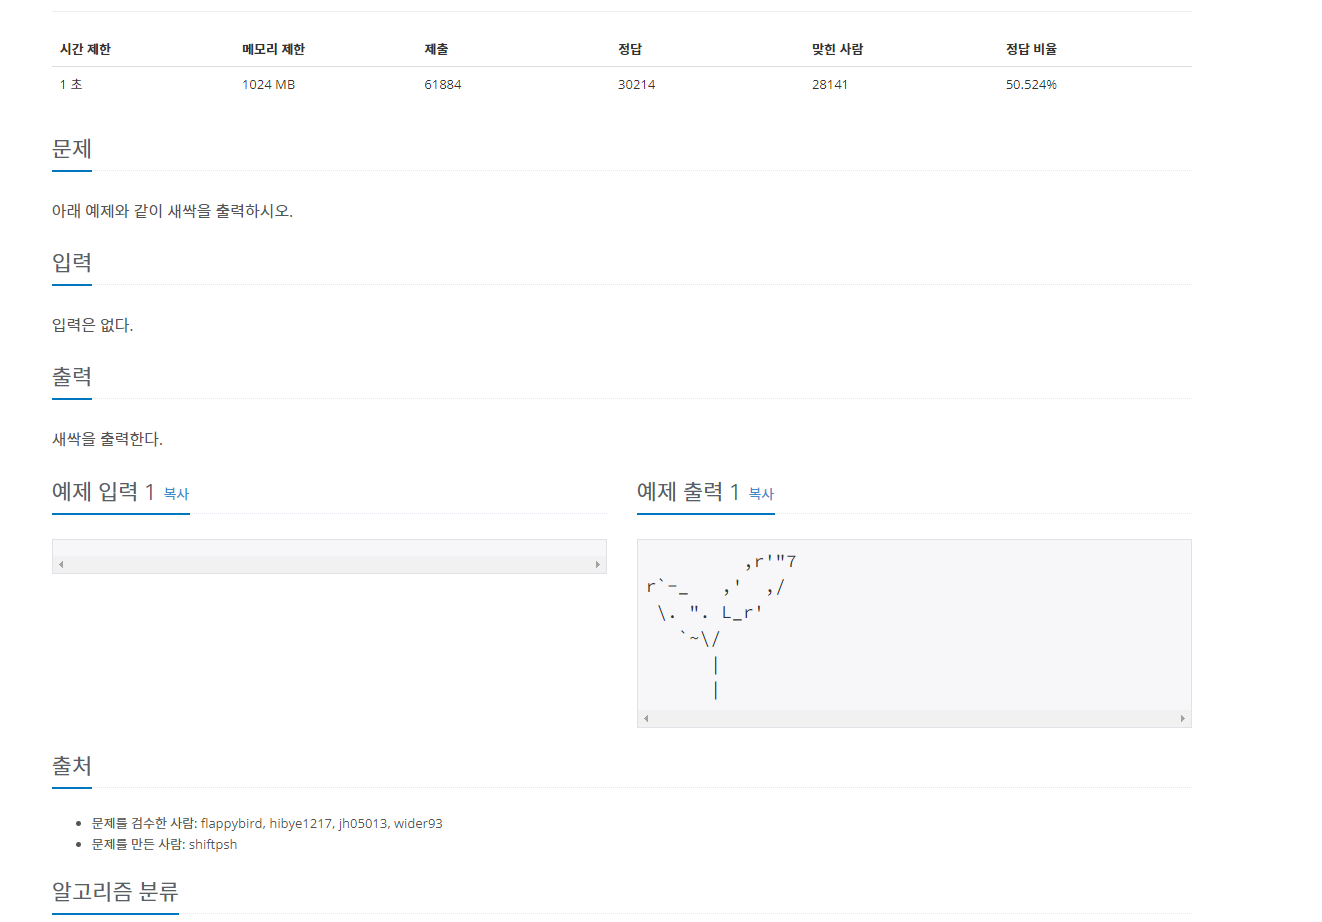 시간 제한 메모리 제한 제출 정답 맞힌 사람 정답 비율
1 초 1024 MB 61884 30214 28141 50.524%
문제
아래 예제와 같이 새싹을 출력하시오.
입력
입력은 없다.
출력
새싹을 출력한다.
예제 입력 1 복사
예제 출력 1 복사
         ,r'"7
r`-_   ,'  ,/
 \. ". L_r'
   `~\/
      |
      |
출처
문제를 검수한 사람: flappybird, hibye1217, jh05013, wider93
문제를 만든 사람: shiftpsh
알고리즘 분류